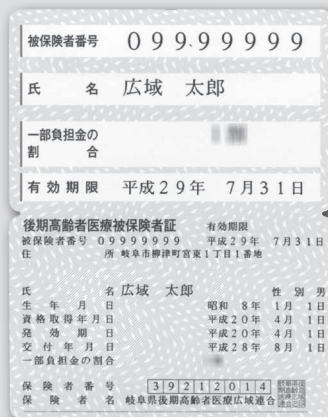 被保険者番号 099.99999
氏名 広域 太郎
一部負担金の
割合
有効期限 平成29年 7月31日
後期高齢者医療被保険者証 有効期限
被保険者番号 09999999 平成29年 7月31日
住所 岐阜市柳津町宮東1丁目1番地
氏名 広域 太郎 性別 男
生年月日 昭和 8年 1月 1日
資格取得年月日 平成20年 4月 1日
発効期日 平成20年 4月 1日
交付年月日 平成28年 8月 1日
一部負担金の割合
保険者番号 39212014
保険者名 岐阜県後期高齢者医療広域連合